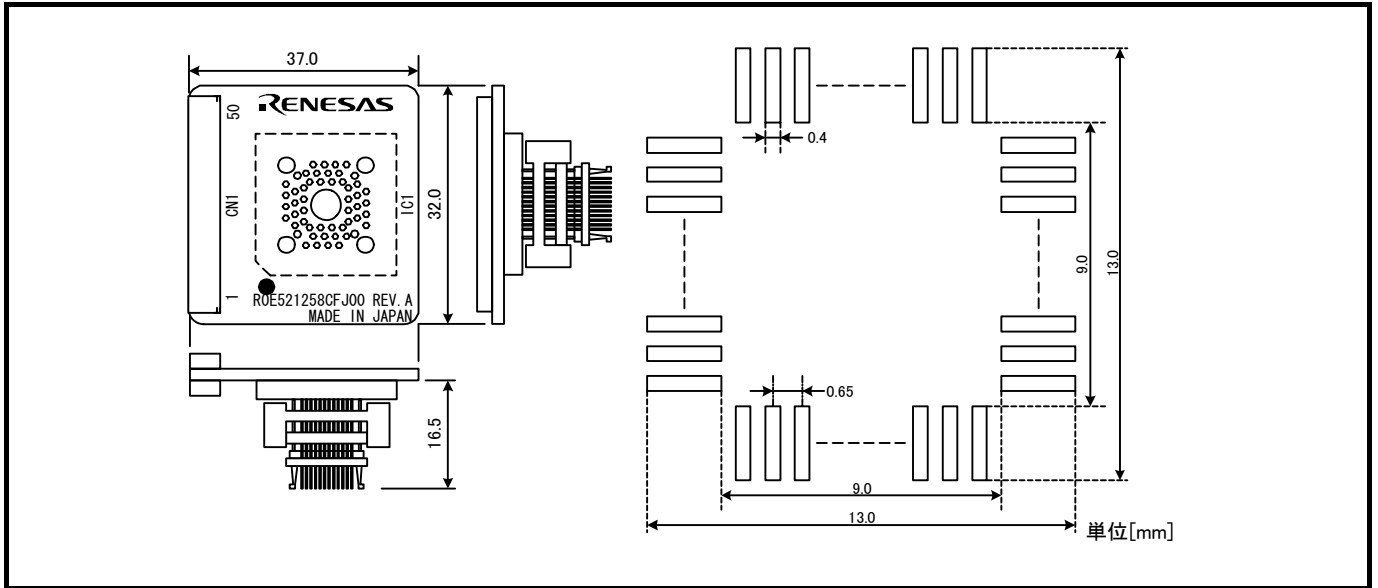 37.0
RENESAS
50
CN1
1
IC1
32.0
R0E521258CFJ00 REV.A
MADE IN JAPAN
16.5
0.4
9.0
13.0
0.65
9.0
13.0
単位[mm]